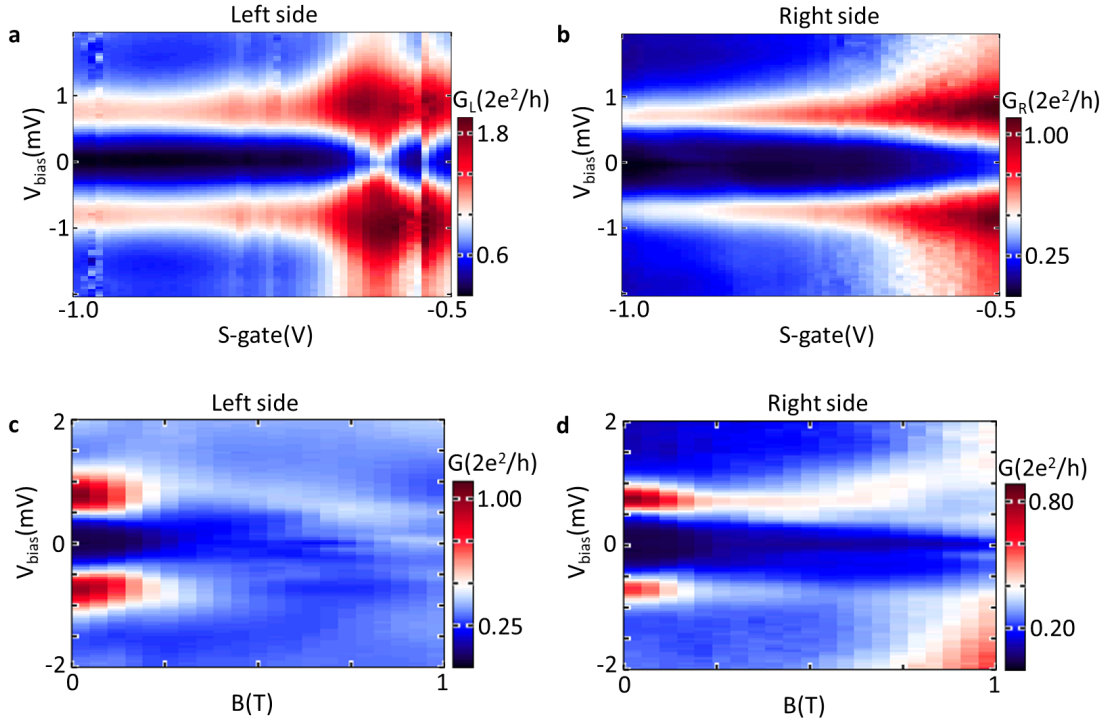 a
Left side
V_bias(mV)
1
0
-1
-1.0
-0.5
S-gate(V)
G_L(2e²/h)
1.8
0.6
b
Right side
V_bias(mV)
1
0
-1
-1.0
-0.5
S-gate(V)
G_R(2e²/h)
1.00
0.25
c
Left side
V_bias(mV)
2
0
-2
0
1
B(T)
G(2e²/h)
1.00
0.25
d
Right side
V_bias(mV)
2
0
-2
0
1
B(T)
G(2e²/h)
0.80
0.20